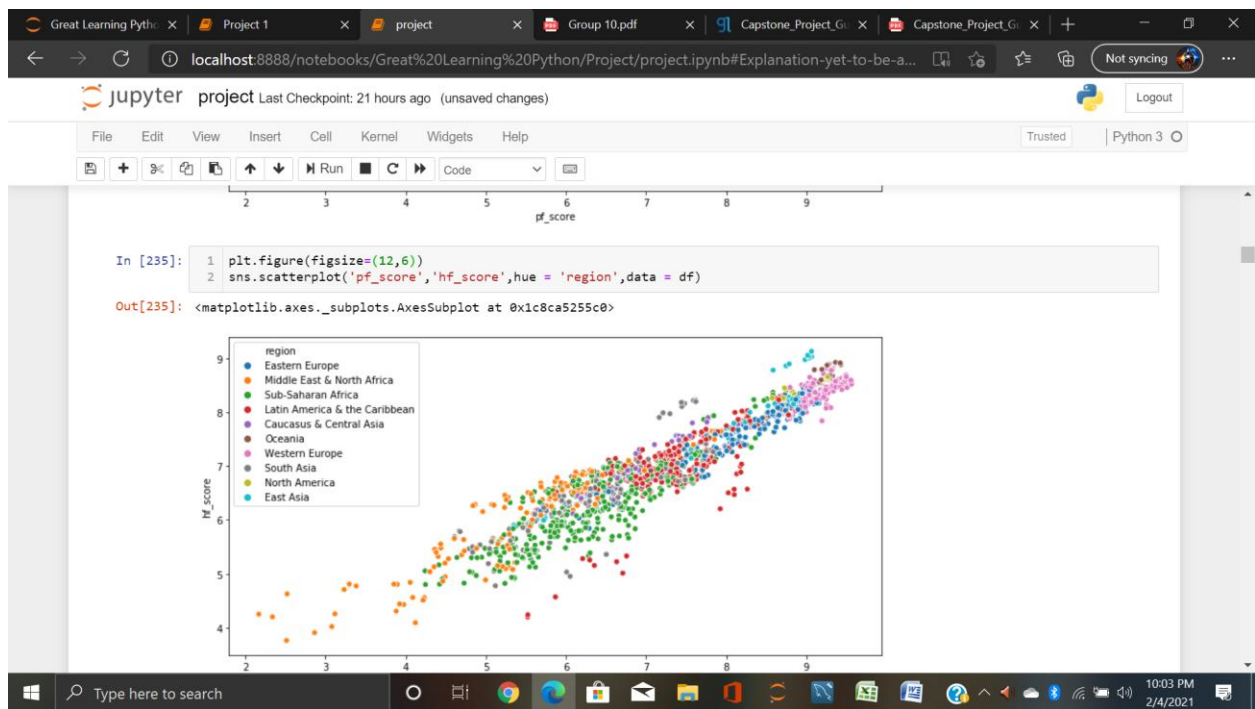 Great Learning Pytho
Project 1
project
Group 10.pdf
Capstone_Project_Gu
Capstone_Project_Gu
localhost:8888/notebooks/Great%20Learning%20Python/Project/project.ipynb#Explanation-yet-to-be-a...
Not syncing
jupyter project Last Checkpoint: 21 hours ago (unsaved changes)
Logout
File Edit View Insert Cell Kernel Widgets Help
Trusted Python 3
Run Code
2 3 4 5 6 7 8 9
pf_score
In [235]: 1 plt.figure(figsize=(12,6))
2 sns.scatterplot('pf_score','hf_score',hue = 'region',data = df)
Out[235]: <matplotlib.axes._subplots.AxesSubplot at 0x1c8ca5255c0>
region
Eastern Europe
Middle East & North Africa
Sub-Saharan Africa
Latin America & the Caribbean
Caucasus & Central Asia
Oceania
Western Europe
South Asia
North America
East Asia
9
8
7
6
5
4
hf_score
2 3 4 5 6 7 8 9
Type here to search
10:03 PM
2/4/2021